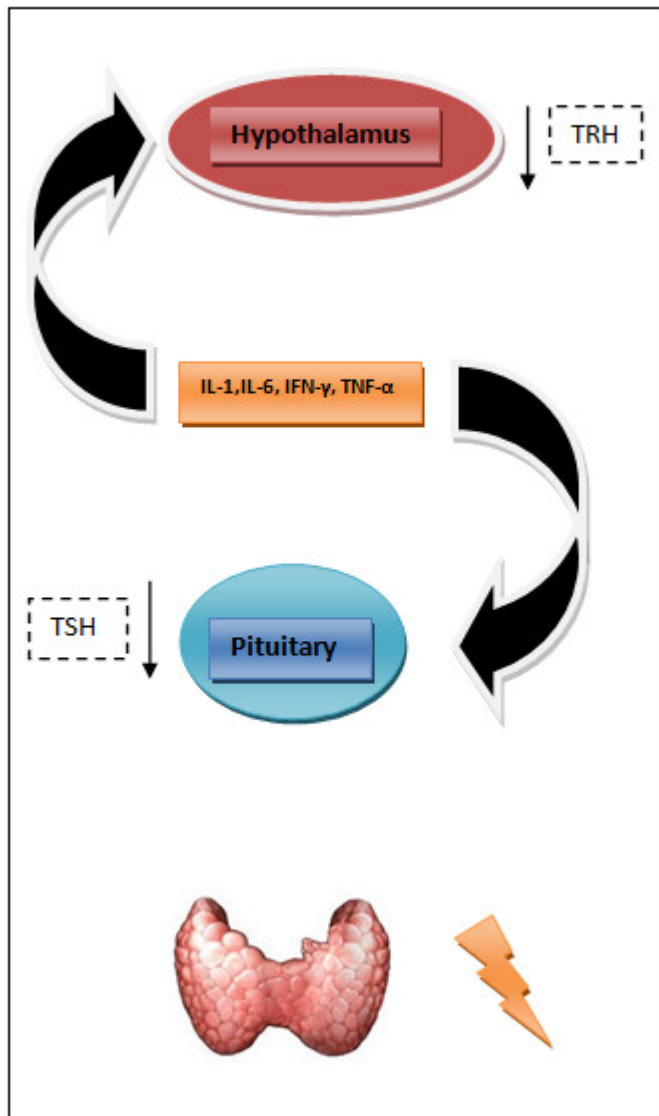 Hypothalamus
TRH
IL-1,IL-6, IFN-γ, TNF-α
TSH
Pituitary